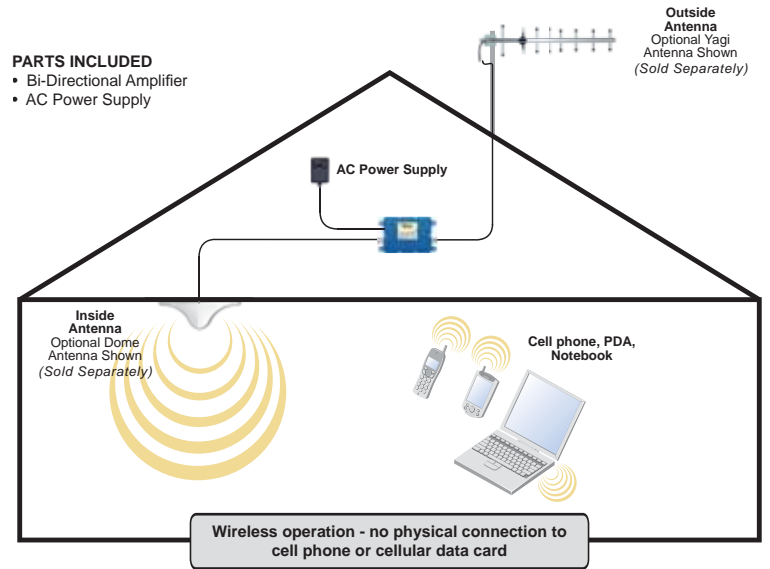 PARTS INCLUDED
• Bi-Directional Amplifier
• AC Power Supply
Outside
Antenna
Optional Yagi
Antenna Shown
(Sold Separately)
AC Power Supply
Inside
Antenna
Optional Dome
Antenna Shown
(Sold Separately)
Cell phone, PDA,
Notebook
Wireless operation - no physical connection to
cell phone or cellular data card